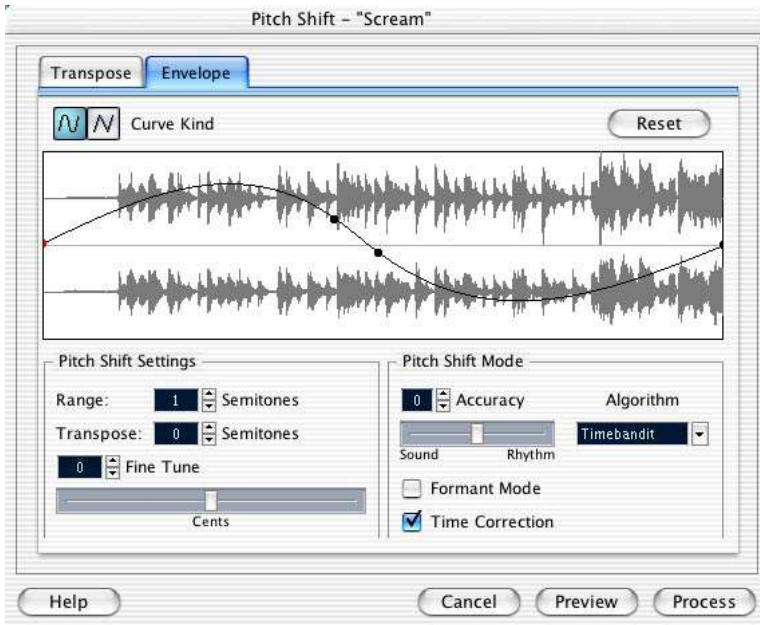 Pitch Shift - "Scream"
Transpose Envelope
Curve Kind Reset
Pitch Shift Settings
Range: 1 Semitones
Transpose: 0 Semitones
0 Fine Tune
Cents
Pitch Shift Mode
0 Accuracy Algorithm
Timebandit
Sound Rhythm
Formant Mode
Time Correction
Help Cancel Preview Process